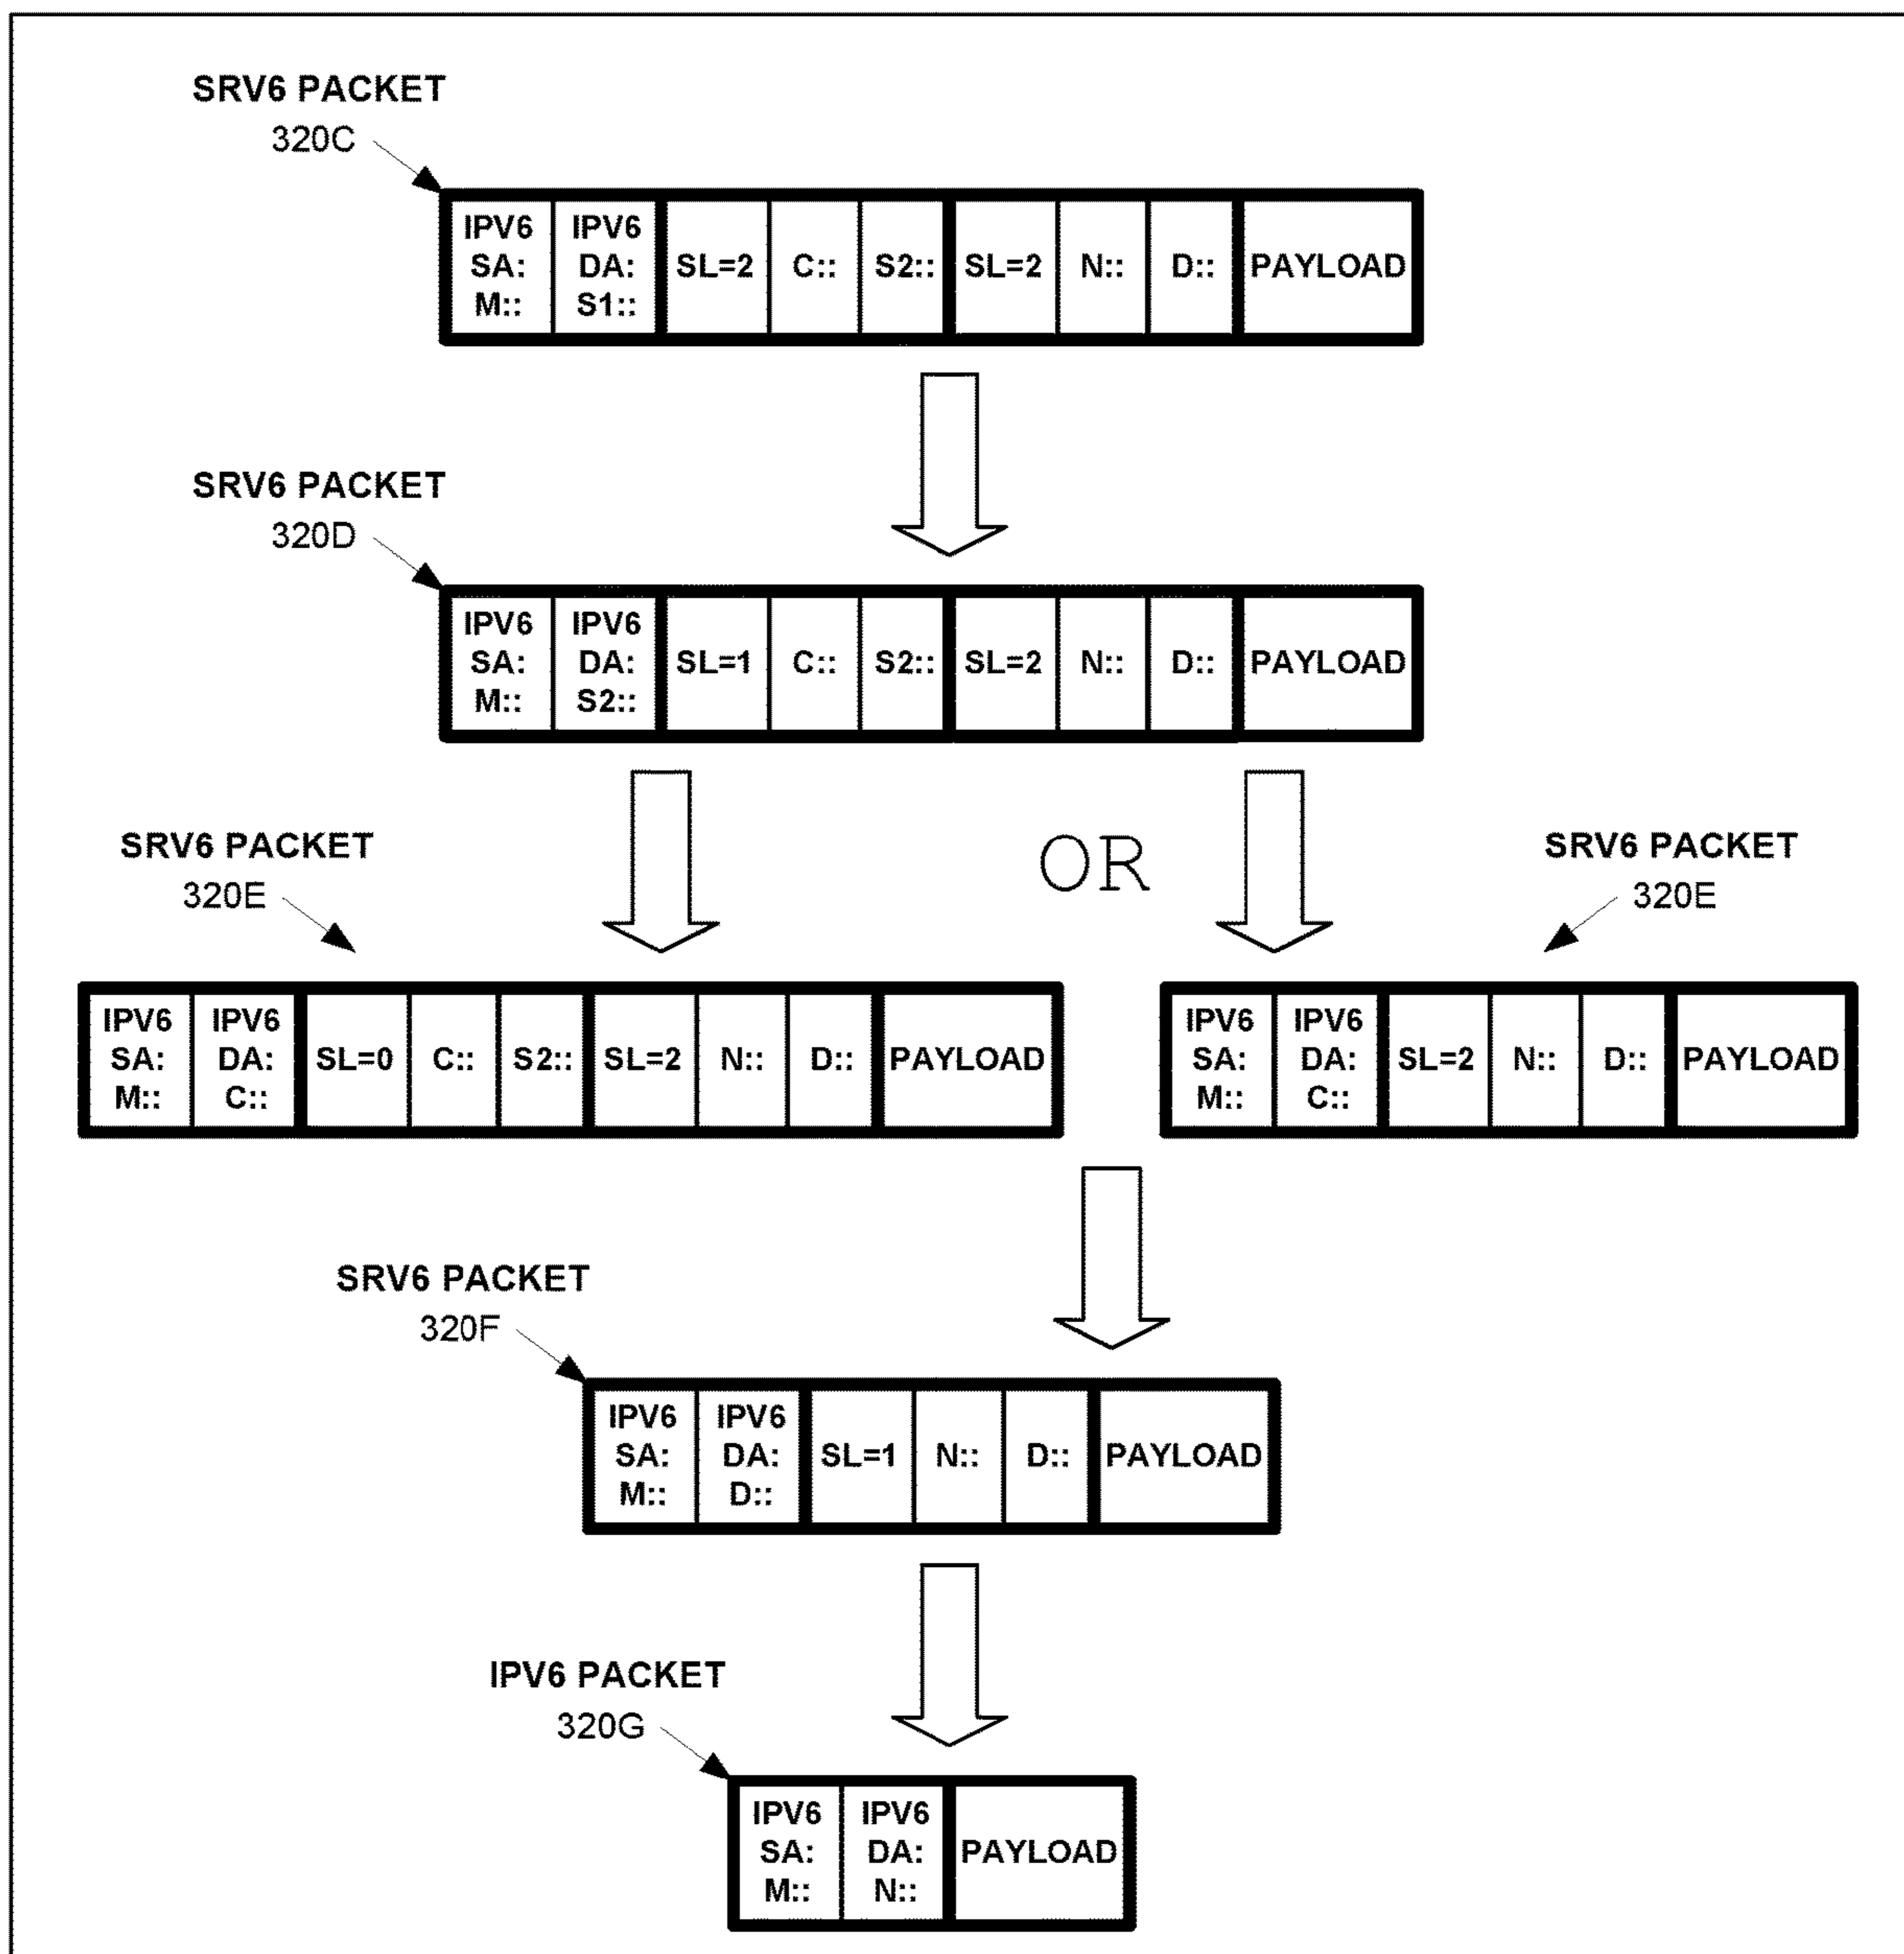 SRV6 PACKET
320C
IPV6 SA: M::
IPV6 DA: S1::
SL=2
C::
S2::
SL=2
N::
D::
PAYLOAD
SRV6 PACKET
320D
IPV6 SA: M::
IPV6 DA: S2::
SL=1
C::
S2::
SL=2
N::
D::
PAYLOAD
OR
SRV6 PACKET
320E
IPV6 SA: M::
IPV6 DA: C::
SL=0
C::
S2::
SL=2
N::
D::
PAYLOAD
SRV6 PACKET
320E
IPV6 SA: M::
IPV6 DA: C::
SL=2
N::
D::
PAYLOAD
SRV6 PACKET
320F
IPV6 SA: M::
IPV6 DA: D::
SL=1
N::
D::
PAYLOAD
IPV6 PACKET
320G
IPV6 SA: M::
IPV6 DA: N::
PAYLOAD